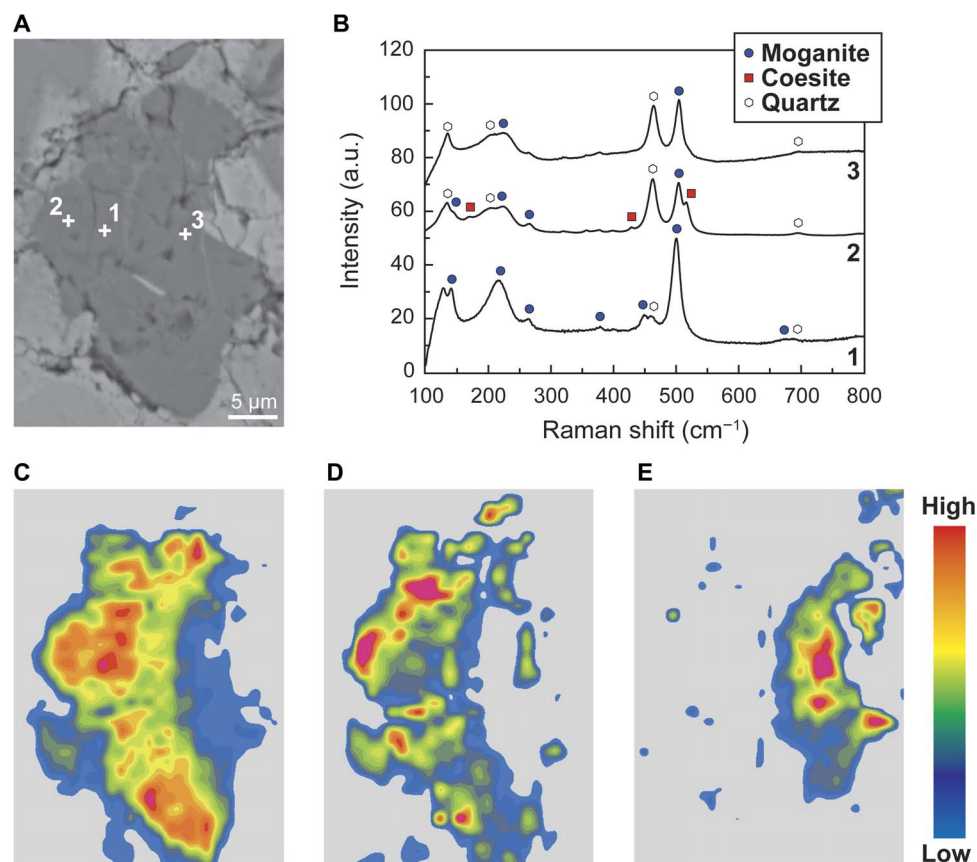 A
2 1 3
5 µm
B
Moganite
Coesite
Quartz
Intensity (a.u.)
120
100
80
60
40
20
0
3
2
1
100 200 300 400 500 600 700 800
Raman shift (cm⁻¹)
C
D
E
High
Low